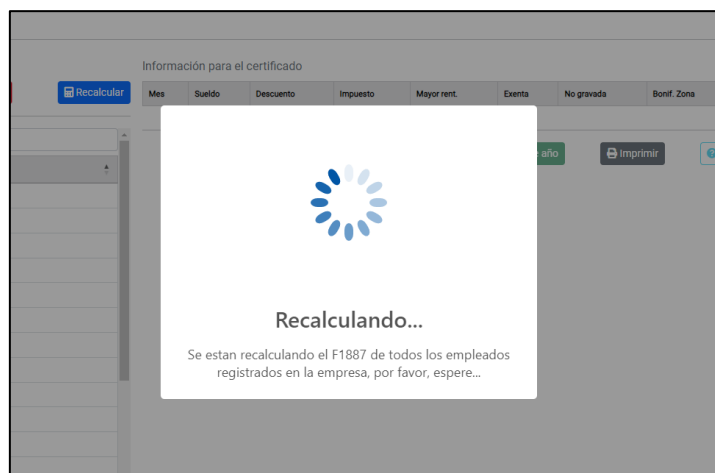 Información para el certificado
Recalcular
Mes Sueldo Descuento Impuesto Mayor rent. Exenta No gravada Bonif. Zona
año Imprimir
Recalculando...
Se estan recalculando el F1887 de todos los empleados
registrados en la empresa, por favor, espere...